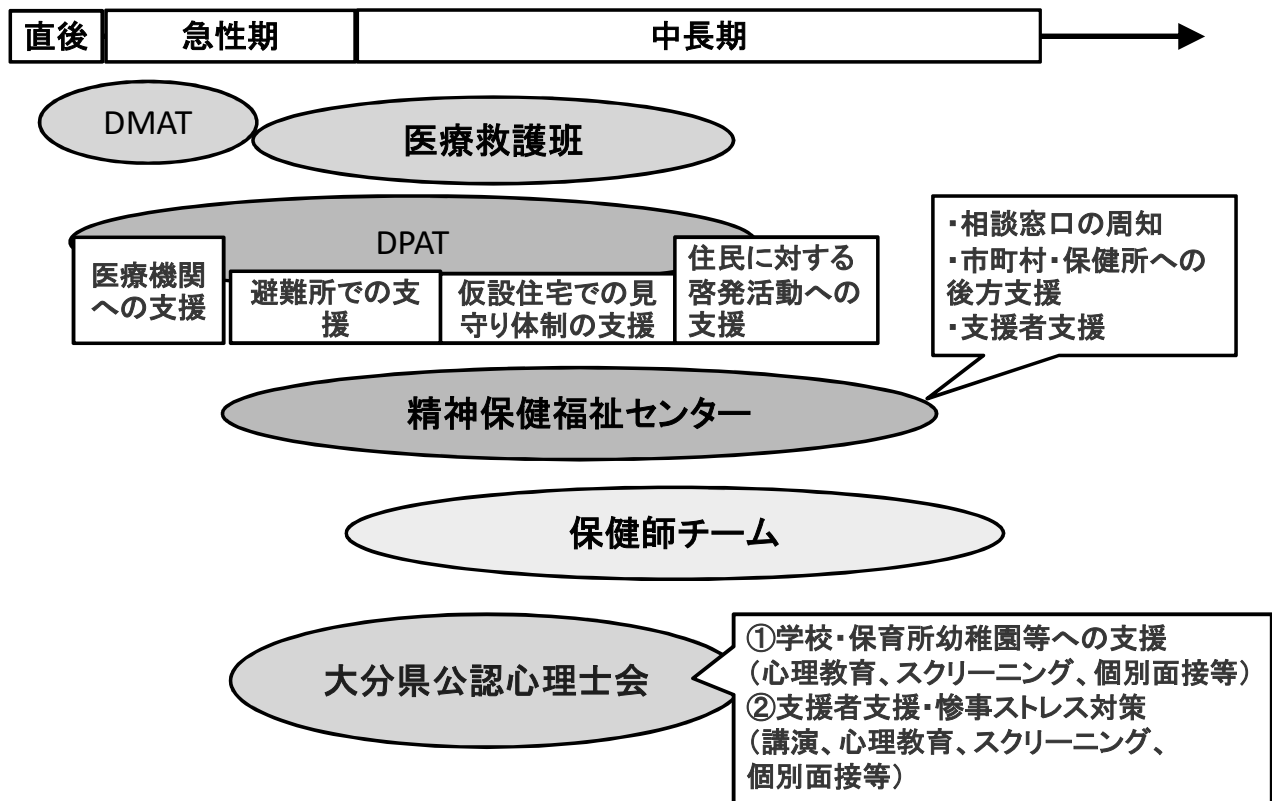 直後
急性期
中長期
DMAT
医療救護班
DPAT
医療機関
への支援
避難所での支
援
仮設住宅での見
守り体制の支援
住民に対する
啓発活動への
支援
・相談窓口の周知
・市町村・保健所への
後方支援
・支援者支援
精神保健福祉センター
保健師チーム
大分県公認心理士会
①学校・保育所幼稚園等への支援
（心理教育、スクリーニング、個別面接等）
②支援者支援・惨事ストレス対策
（講演、心理教育、スクリーニング、
個別面接等）